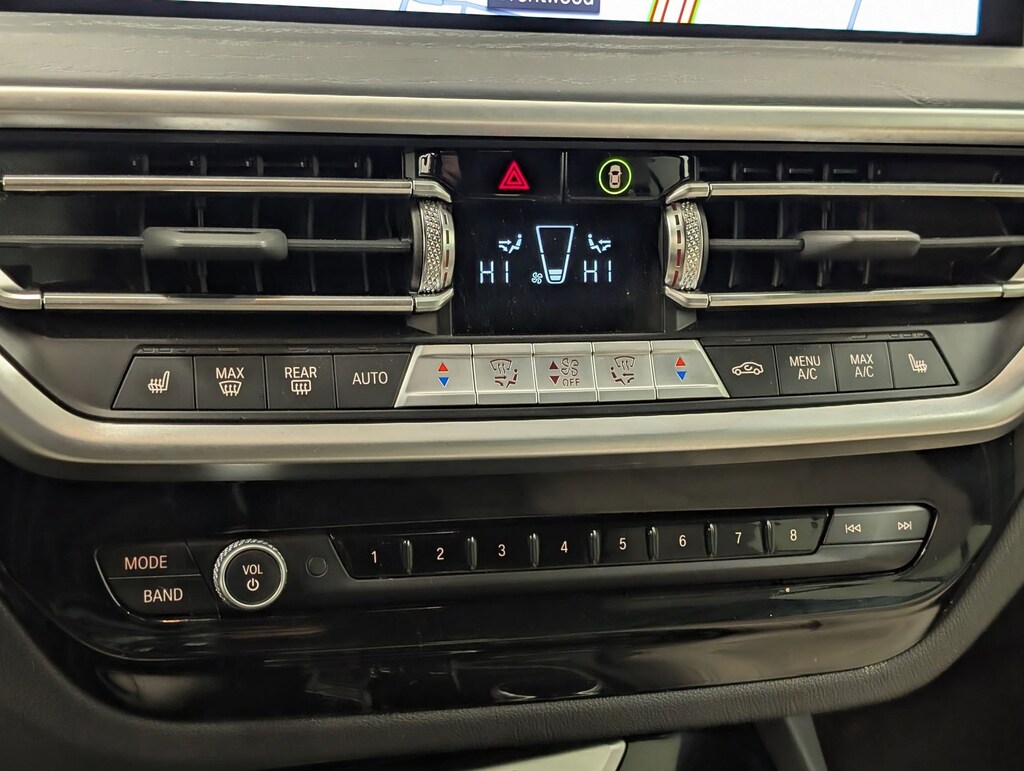 HI HI
MAX
REAR
AUTO
OFF
MENU
A/C
MAX
A/C
MODE
BAND
VOL
1 2 3 4 5 6 7 8